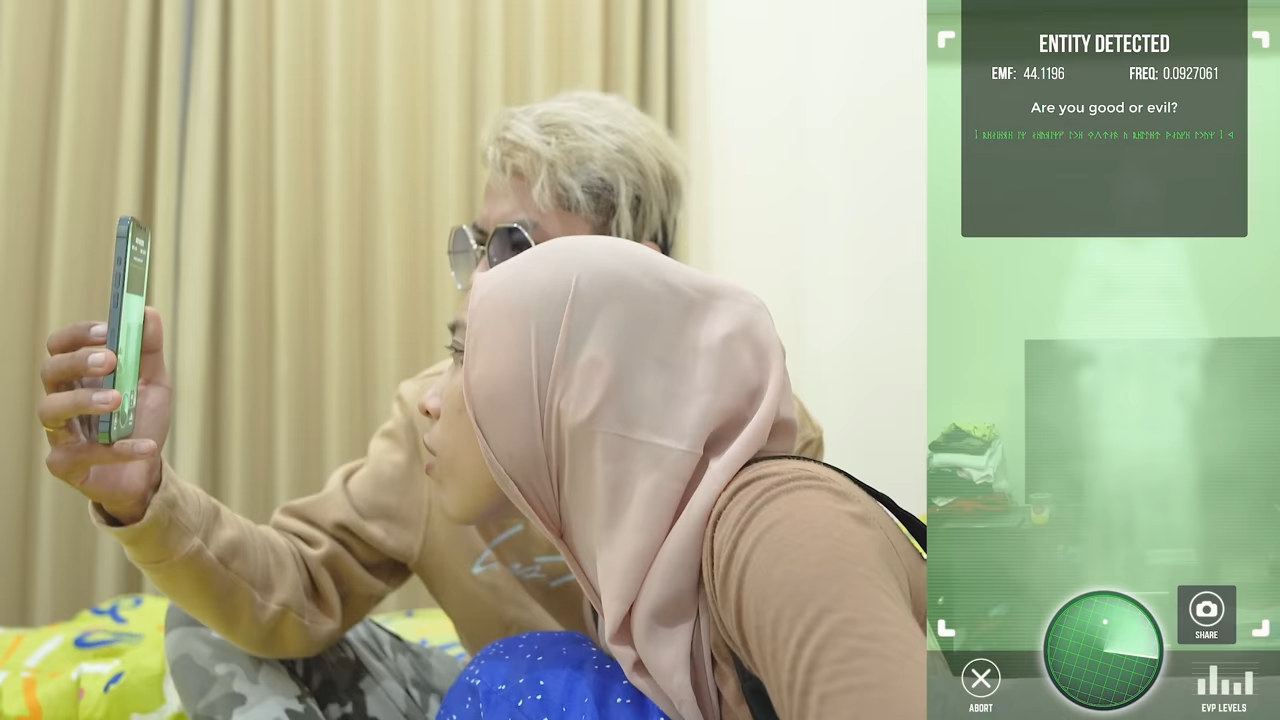 ENTITY DETECTED
EMF: 44.1196 FREQ: 0.0927061
Are you good or evil?
SHARE
ABORT
EVP LEVELS